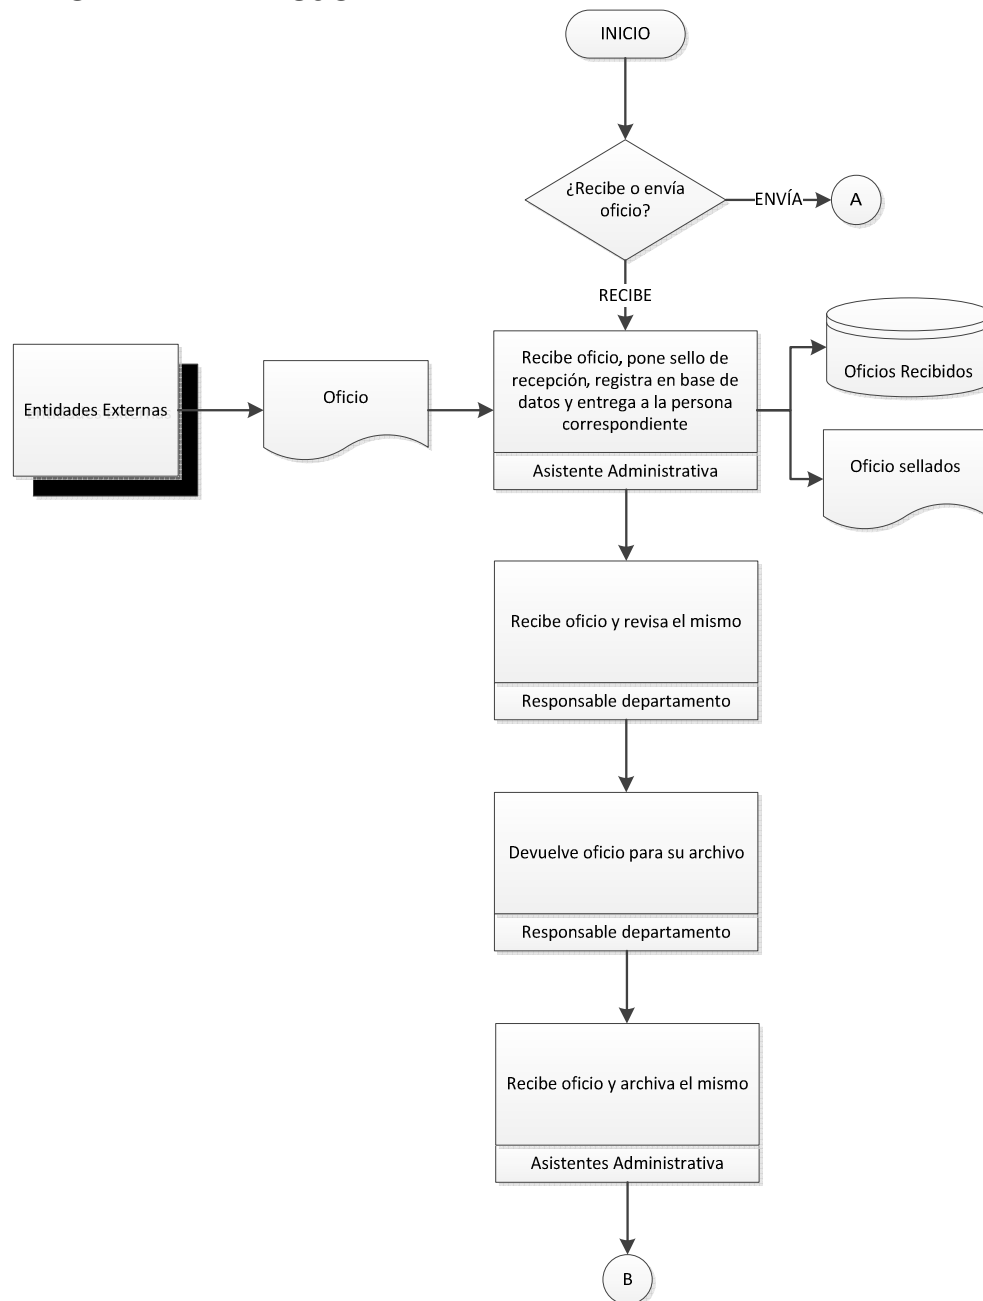 INICIO
¿Recibe o envía
oficio?
ENVÍA
A
RECIBE
Entidades Externas
Oficio
Recibe oficio, pone sello de
recepción, registra en base de
datos y entrega a la persona
correspondiente
Asistente Administrativa
Oficios Recibidos
Oficio sellados
Recibe oficio y revisa el mismo
Responsable departamento
Devuelve oficio para su archivo
Responsable departamento
Recibe oficio y archiva el mismo
Asistentes Administrativa
B